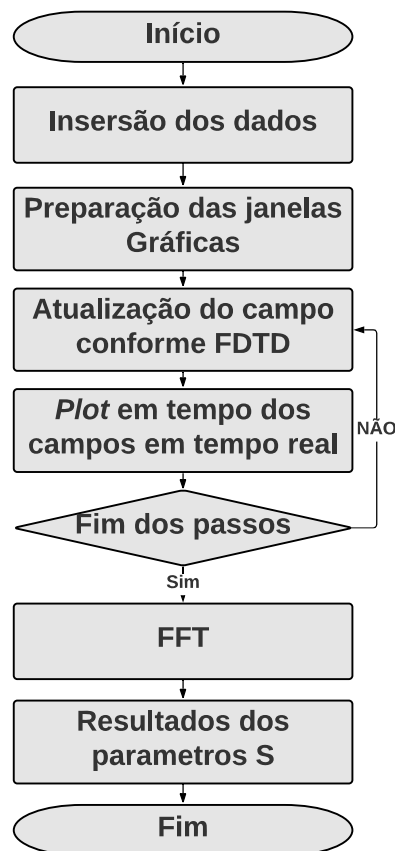 Início
Insersão dos dados
Preparação das janelas
Gráficas
Atualização do campo
conforme FDTD
Plot em tempo dos
campos em tempo real
NÃO
Fim dos passos
Sim
FFT
Resultados dos
parametros S
Fim